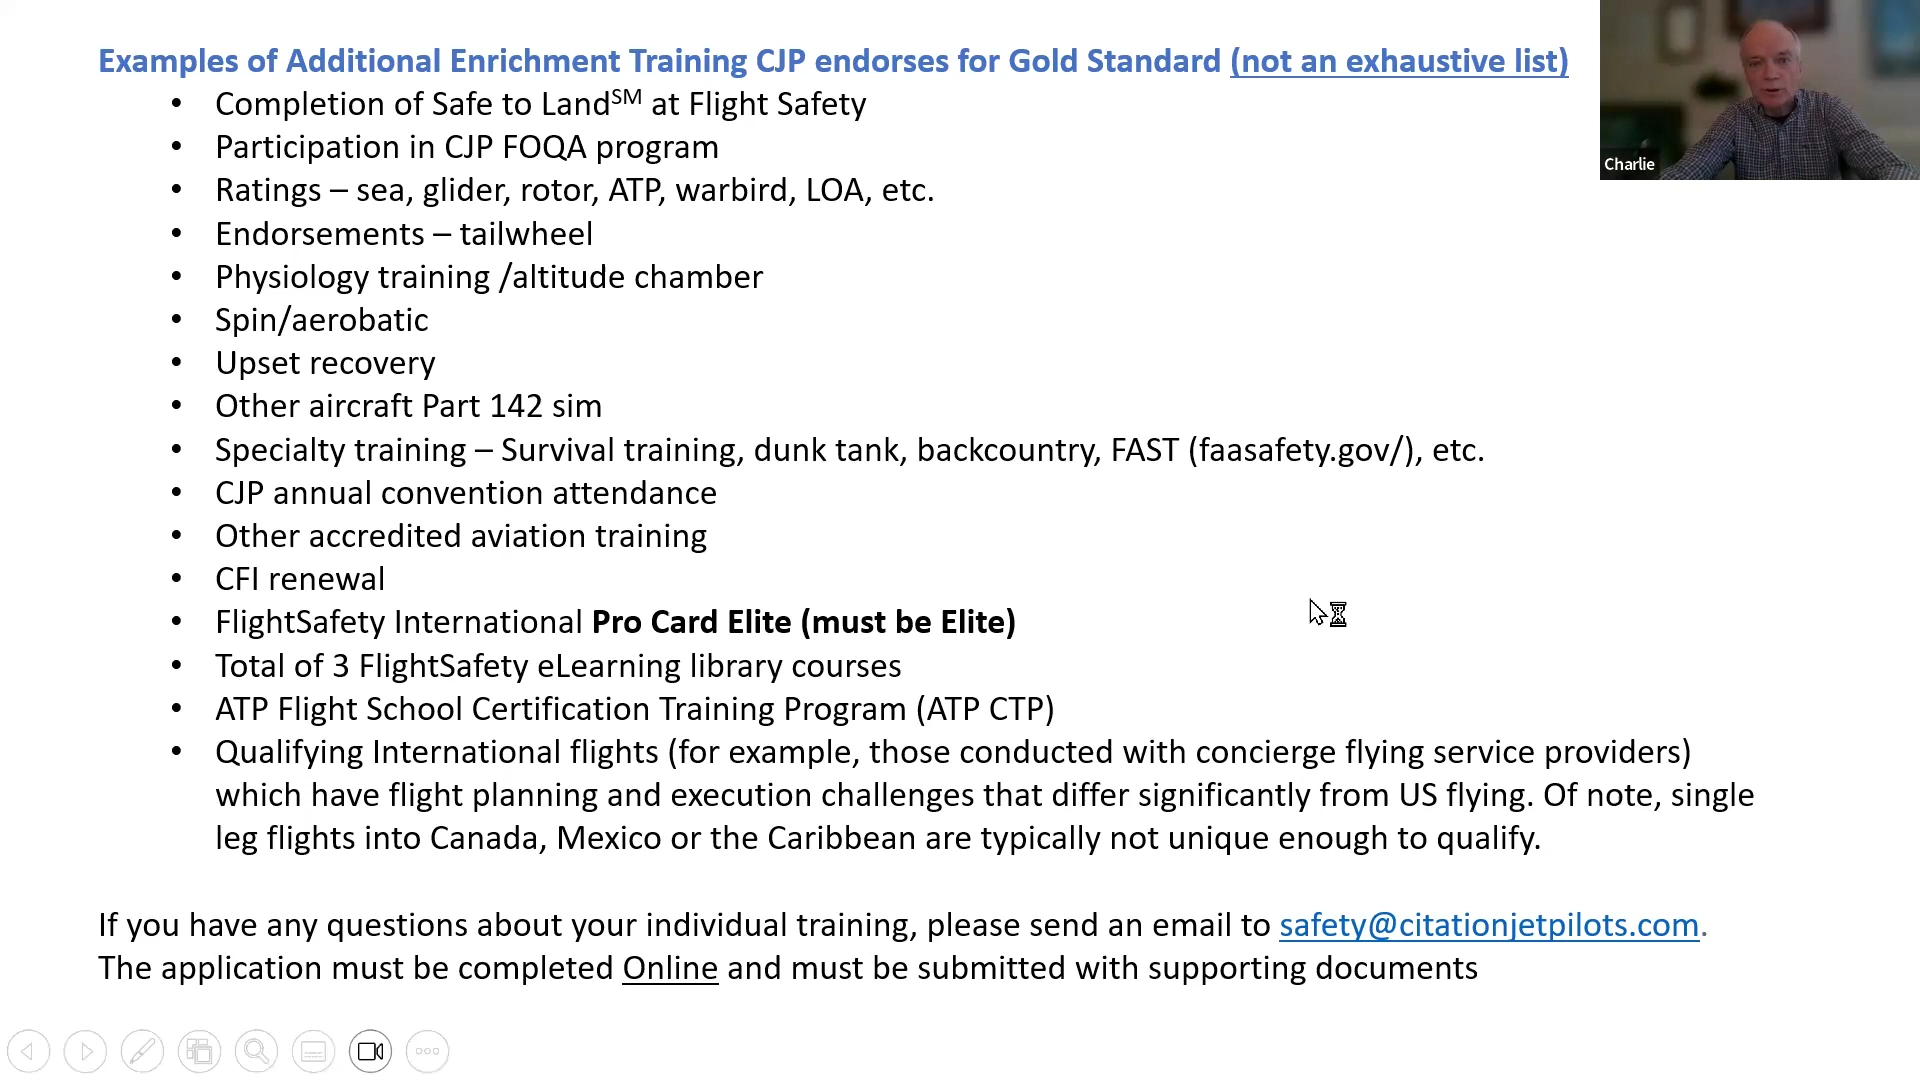 Examples of Additional Enrichment Training CJP endorses for Gold Standard (not an exhaustive list)
• Completion of Safe to Land℠ at Flight Safety
• Participation in CJP FOQA program
• Ratings – sea, glider, rotor, ATP, warbird, LOA, etc.
• Endorsements – tailwheel
• Physiology training /altitude chamber
• Spin/aerobatic
• Upset recovery
• Other aircraft Part 142 sim
• Specialty training – Survival training, dunk tank, backcountry, FAST (faasafety.gov/), etc.
• CJP annual convention attendance
• Other accredited aviation training
• CFI renewal
• FlightSafety International Pro Card Elite (must be Elite)
• Total of 3 FlightSafety eLearning library courses
• ATP Flight School Certification Training Program (ATP CTP)
• Qualifying International flights (for example, those conducted with concierge flying service providers)
which have flight planning and execution challenges that differ significantly from US flying. Of note, single
leg flights into Canada, Mexico or the Caribbean are typically not unique enough to qualify.
If you have any questions about your individual training, please send an email to safety@citationjetpilots.com.
The application must be completed Online and must be submitted with supporting documents
Charlie